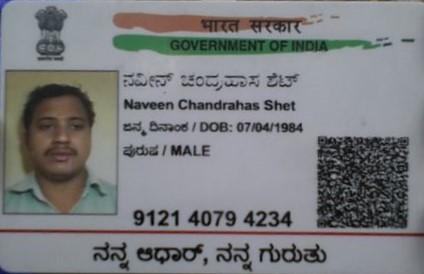 भारत सरकार
GOVERNMENT OF INDIA
ನವೀನ್ ಚಂದ್ರಹಾಸ ಶೆಟ್
Naveen Chandrahas Shet
ಜನ್ಮ ದಿನಾಂಕ / DOB: 07/04/1984
ಪುರುಷ / MALE
9121 4079 4234
ನನ್ನ ಆಧಾರ್, ನನ್ನ ಗುರುತು